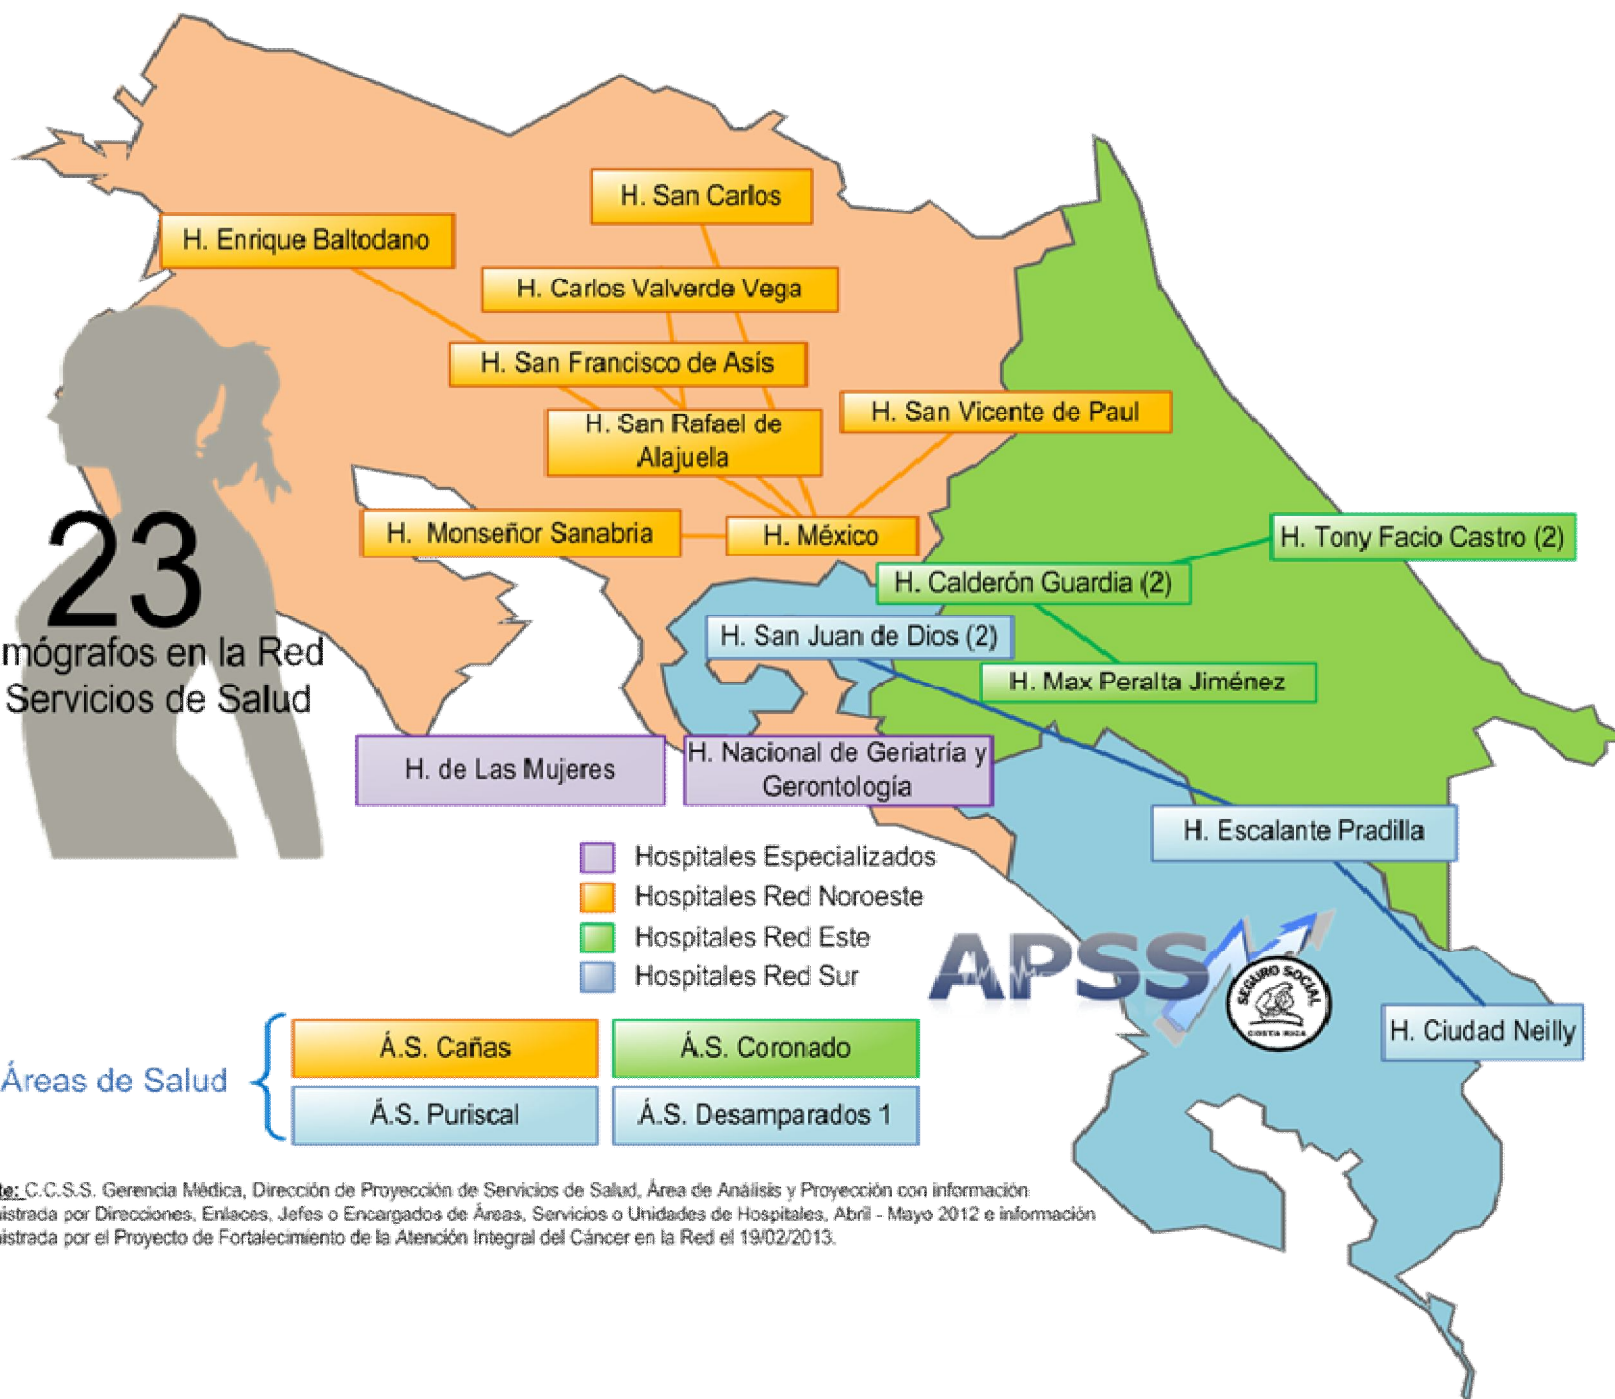 H. San Carlos
H. Enrique Baltodano
H. Carlos Valverde Vega
H. San Francisco de Asís
H. San Vicente de Paul
H. San Rafael de
Alajuela
H. Monseñor Sanabria
H. México
H. Tony Facio Castro (2)
H. Calderón Guardia (2)
H. San Juan de Dios (2)
H. Max Peralta Jiménez
23
mógrafos en la Red
Servicios de Salud
H. de Las Mujeres
H. Nacional de Geriatría y
Gerontología
H. Escalante Pradilla
Hospitales Especializados
Hospitales Red Noroeste
Hospitales Red Este
Hospitales Red Sur
APSS
SEGURO SOCIAL
COSTA RICA
H. Ciudad Neilly
Áreas de Salud
Á.S. Cañas
Á.S. Coronado
Á.S. Puriscal
Á.S. Desamparados 1
te: C.C.S.S. Gerencia Médica, Dirección de Proyección de Servicios de Salud, Área de Análisis y Proyección con información
istrada por Direcciones, Enlaces, Jefes o Encargados de Áreas, Servicios o Unidades de Hospitales, Abril - Mayo 2012 e información
istrada por el Proyecto de Fortalecimiento de la Atención Integral del Cáncer en la Red el 19/02/2013.